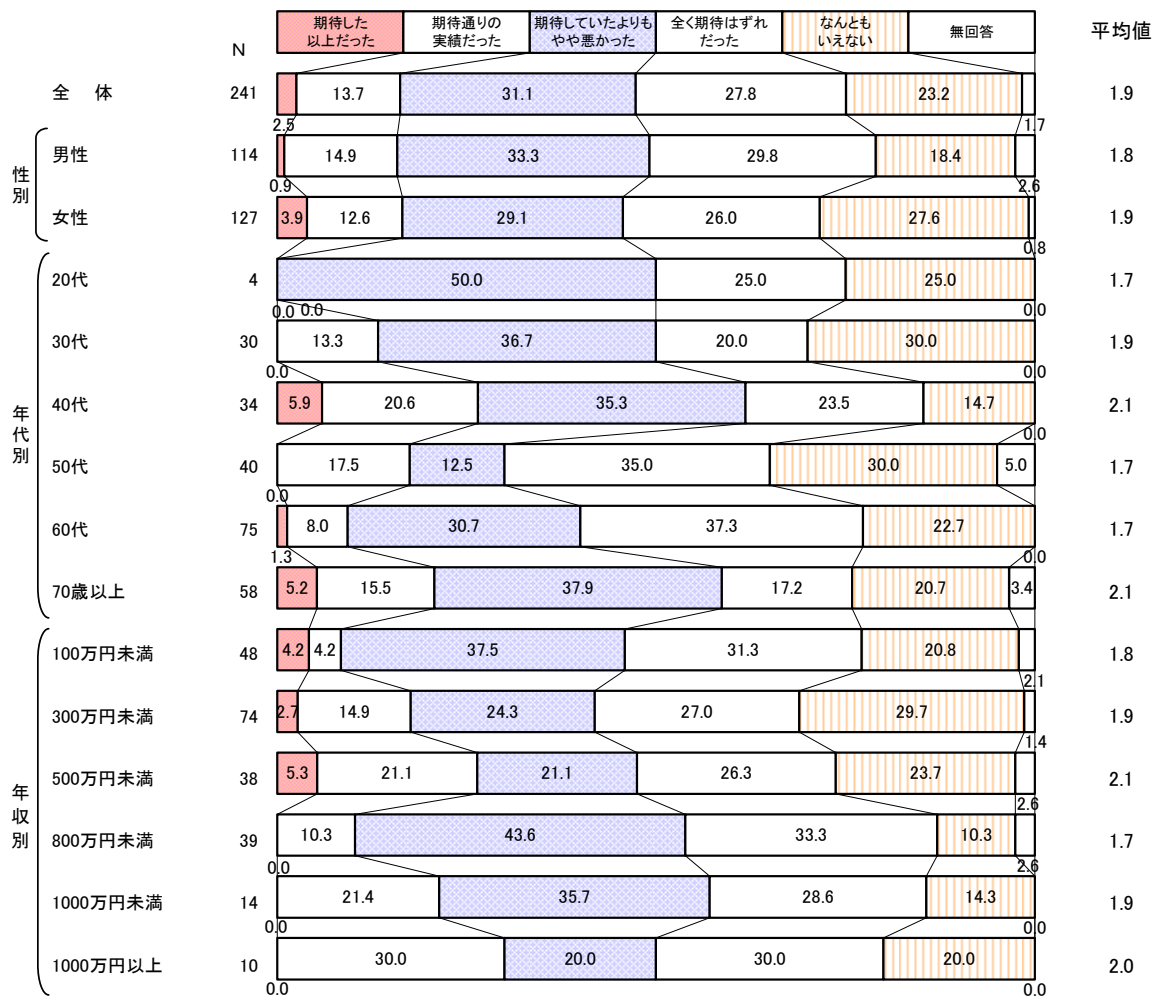 期待した
以上だった
期待通りの
実績だった
期待していたよりも
やや悪かった
全く期待はずれ
だった
なんとも
いえない
無回答
N
平均値
全 体 241 13.7 31.1 27.8 23.2 1.9
2.5 1.7
性別
男性 114 14.9 33.3 29.8 18.4 1.8
0.9 2.6
女性 127 3.9 12.6 29.1 26.0 27.6 1.9
0.8
年代別
20代 4 50.0 25.0 25.0 1.7
0.0 0.0 0.0
30代 30 13.3 36.7 20.0 30.0 1.9
0.0 0.0
40代 34 5.9 20.6 35.3 23.5 14.7 2.1
0.0
50代 40 17.5 12.5 35.0 30.0 5.0 1.7
0.0
60代 75 8.0 30.7 37.3 22.7 1.7
1.3 0.0
70歳以上 58 5.2 15.5 37.9 17.2 20.7 3.4 2.1
年収別
100万円未満 48 4.2 4.2 37.5 31.3 20.8 1.8
2.1
300万円未満 74 2.7 14.9 24.3 27.0 29.7 1.9
1.4
500万円未満 38 5.3 21.1 21.1 26.3 23.7 2.1
2.6
800万円未満 39 10.3 43.6 33.3 10.3 1.7
0.0 2.6
1000万円未満 14 21.4 35.7 28.6 14.3 1.9
0.0 0.0
1000万円以上 10 30.0 20.0 30.0 20.0 2.0
0.0 0.0